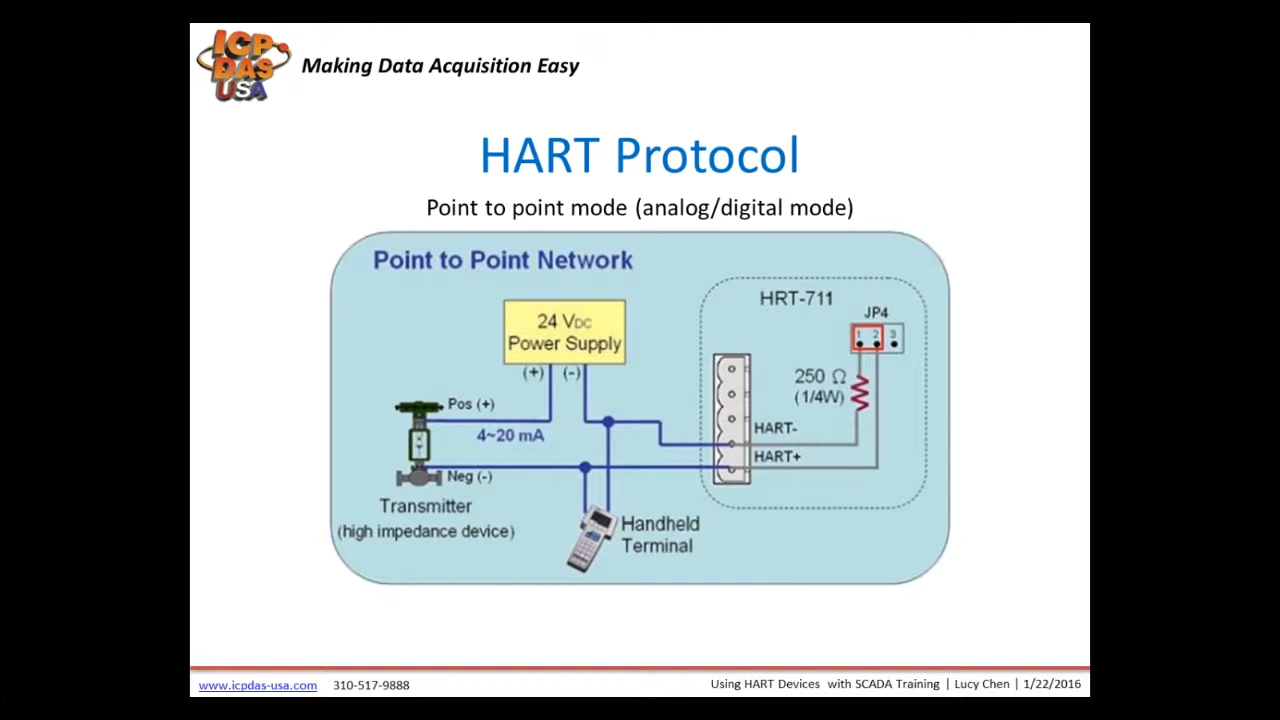 ICP
DAS
USA
Making Data Acquisition Easy
HART Protocol
Point to point mode (analog/digital mode)
Point to Point Network
HRT-711
JP4
1 2 3
24 VDC
Power Supply
(+) (-)
250 Ω
(1/4W)
Pos (+)
4~20 mA
HART-
HART+
Neg (-)
Transmitter
(high impedance device)
Handheld
Terminal
www.icpdas-usa.com 310-517-9888
Using HART Devices with SCADA Training | Lucy Chen | 1/22/2016